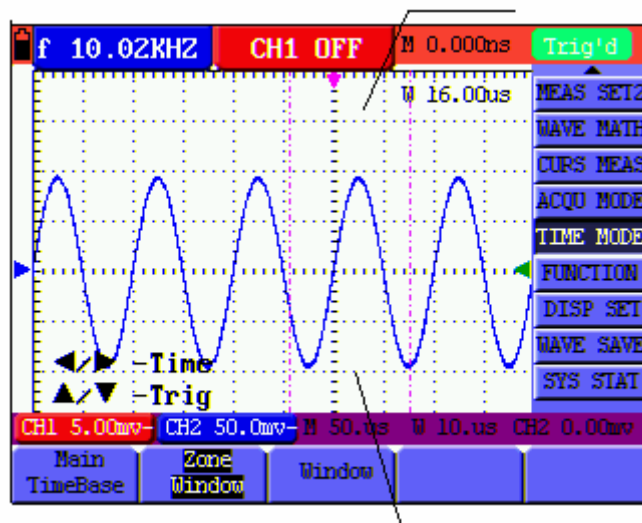 f 10.02KHZ CH1 OFF M 0.000ns Trig'd
W 16.00us
MEAS SET2
WAVE MATH
CURS MEAS
ACQU MODE
TIME MODE
FUNCTION
DISP SET
WAVE SAVE
SYS STAT
◀/▶ -Time
▲/▼ -Trig
CH1 5.00mv- CH2 50.0mv- M 50.us W 10.us CH2 0.00mv
Main TimeBase
Zone Window
Window